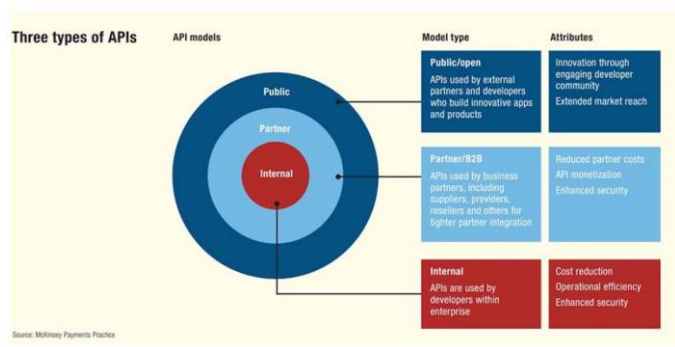 Three types of APIs
API models
Model type
Attributes
Public
Partner
Internal
Public/open
APIs used by external
partners and developers
who build innovative apps
and products
Innovation through
engaging developer
community
Extended market reach
Partner/B2B
APIs used by business
partners, including
suppliers, providers,
resellers and others for
tighter partner integration
Reduced partner costs
API monetization
Enhanced security
Internal
APIs are used by
developers within
enterprise
Cost reduction
Operational efficiency
Enhanced security
Source: McKinsey Payments Practice